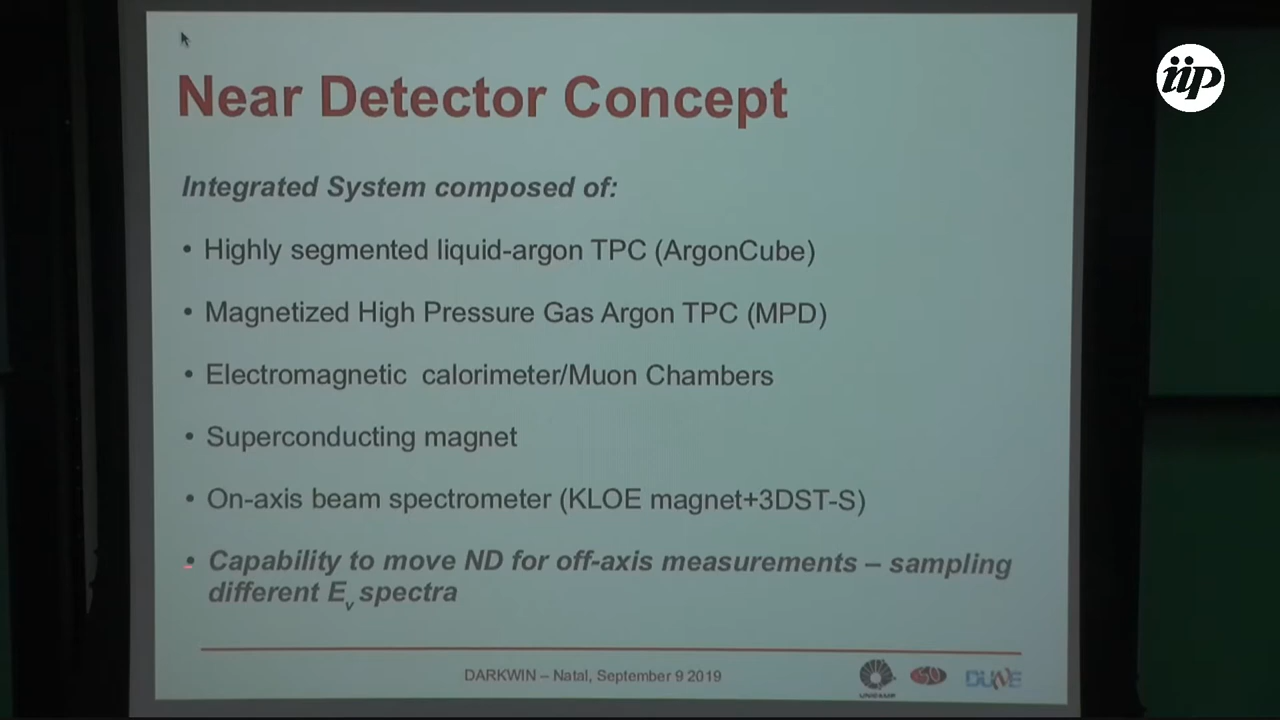 iip
Near Detector Concept
Integrated System composed of:
• Highly segmented liquid-argon TPC (ArgonCube)
• Magnetized High Pressure Gas Argon TPC (MPD)
• Electromagnetic  calorimeter/Muon Chambers
• Superconducting magnet
• On-axis beam spectrometer (KLOE magnet+3DST-S)
• Capability to move ND for off-axis measurements – sampling
different Eν spectra
DARKWIN – Natal, September 9 2019
UNICAMP
50
DUNE